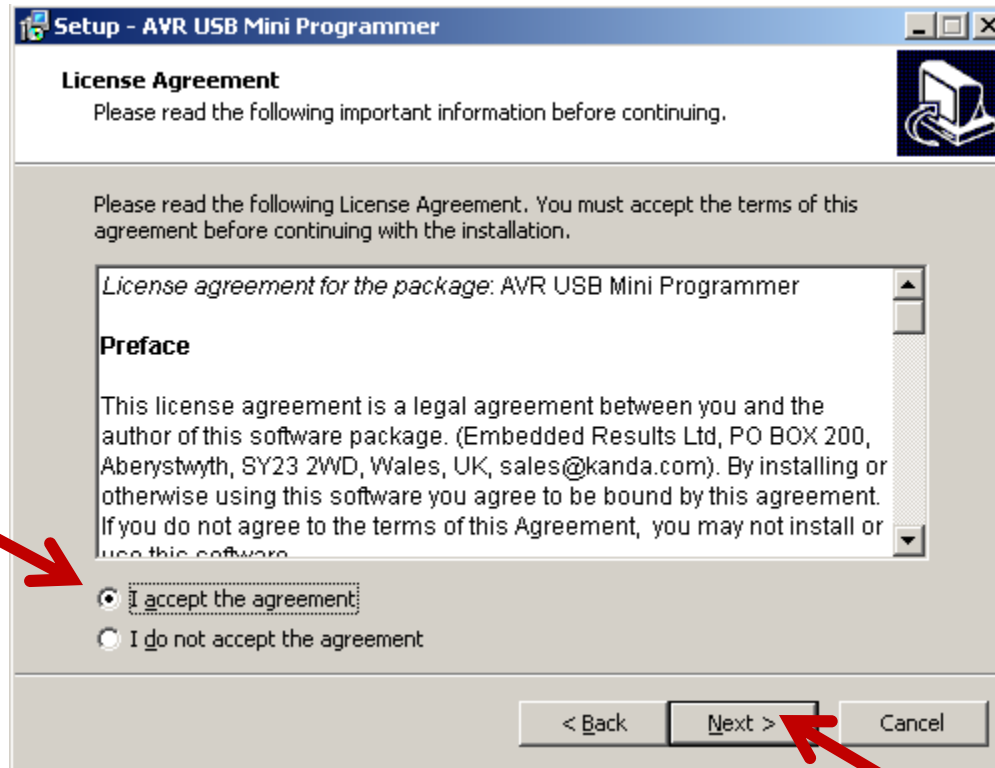 Setup - AVR USB Mini Programmer
License Agreement
Please read the following important information before continuing.
Please read the following License Agreement. You must accept the terms of this
agreement before continuing with the installation.
License agreement for the package: AVR USB Mini Programmer
Preface
This license agreement is a legal agreement between you and the
author of this software package. (Embedded Results Ltd, PO BOX 200,
Aberystwyth, SY23 2WD, Wales, UK, sales@kanda.com). By installing or
otherwise using this software you agree to be bound by this agreement.
If you do not agree to the terms of this Agreement, you may not install or
use this software
I accept the agreement
I do not accept the agreement
< Back Next > Cancel